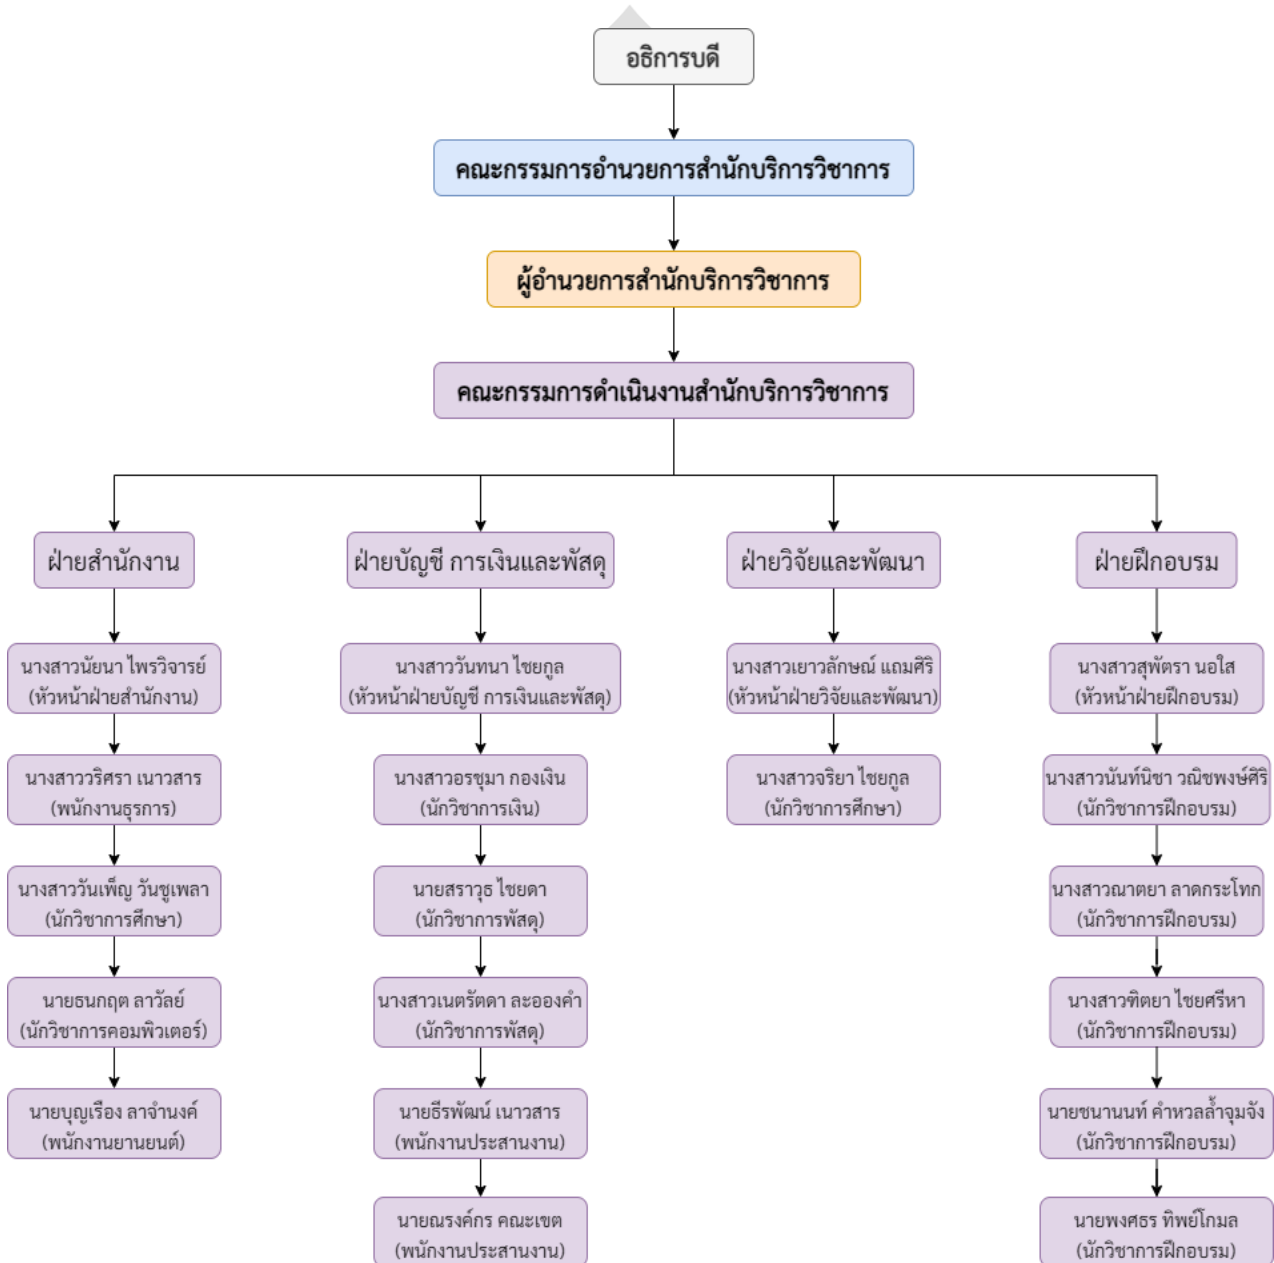 อธิการบดี
คณะกรรมการอำนวยการสำนักบริการวิชาการ
ผู้อำนวยการสำนักบริการวิชาการ
คณะกรรมการดำเนินงานสำนักบริการวิชาการ
ฝ่ายสำนักงาน
นางสาวนัยนา ไพรวิจารย์
(หัวหน้าฝ่ายสำนักงาน)
นางสาววริศรา เนาวสาร
(พนักงานธุรการ)
นางสาววันเพ็ญ วันชูเพลา
(นักวิชาการศึกษา)
นายธนกฤต ลาวัลย์
(นักวิชาการคอมพิวเตอร์)
นายบุญเรือง ลาจำนงค์
(พนักงานยานยนต์)
ฝ่ายบัญชี การเงินและพัสดุ
นางสาววันทนา ไชยกูล
(หัวหน้าฝ่ายบัญชี การเงินและพัสดุ)
นางสาวอรชุมา กองเงิน
(นักวิชาการเงิน)
นายสราวุธ ไชยดา
(นักวิชาการพัสดุ)
นางสาวเนตรัตดา ละอองคำ
(นักวิชาการพัสดุ)
นายธีรพัฒน์ เนาวสาร
(พนักงานประสานงาน)
นายณรงค์กร คณะเขต
(พนักงานประสานงาน)
ฝ่ายวิจัยและพัฒนา
นางสาวเยาวลักษณ์ แถมศิริ
(หัวหน้าฝ่ายวิจัยและพัฒนา)
นางสาวจริยา ไชยกูล
(นักวิชาการศึกษา)
ฝ่ายฝึกอบรม
นางสาวสุพัตรา นอใส
(หัวหน้าฝ่ายฝึกอบรม)
นางสาวนันท์นิชา วณิชพงษ์ศิริ
(นักวิชาการฝึกอบรม)
นางสาวณาตยา ลาดกระโทก
(นักวิชาการฝึกอบรม)
นางสาวฑิตยา ไชยศรีหา
(นักวิชาการฝึกอบรม)
นายชนานนท์ คำหวลล้ำจุมจัง
(นักวิชาการฝึกอบรม)
นายพงศธร ทิพย์โกมล
(นักวิชาการฝึกอบรม)